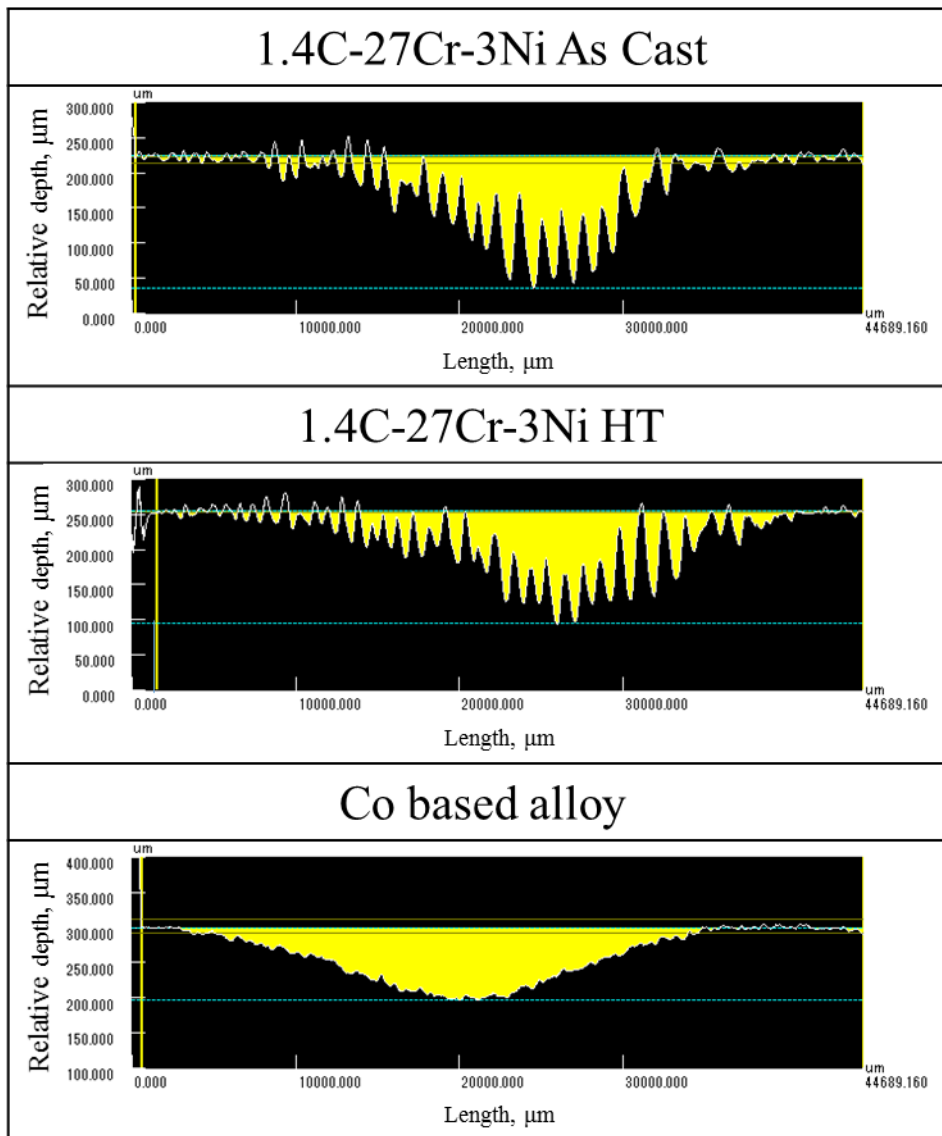 1.4C-27Cr-3Ni As Cast
um
300.000
250.000
200.000
150.000
100.000
50.000
0.000
Relative depth, μm
0.000 10000.000 20000.000 30000.000 44689.160
um
Length, μm
1.4C-27Cr-3Ni HT
um
300.000
250.000
200.000
150.000
100.000
50.000
0.000
Relative depth, μm
0.000 10000.000 20000.000 30000.000 44689.160
um
Length, μm
Co based alloy
um
400.000
350.000
300.000
250.000
200.000
150.000
100.000
Relative depth, μm
0.000 10000.000 20000.000 30000.000 44689.160
um
Length, μm